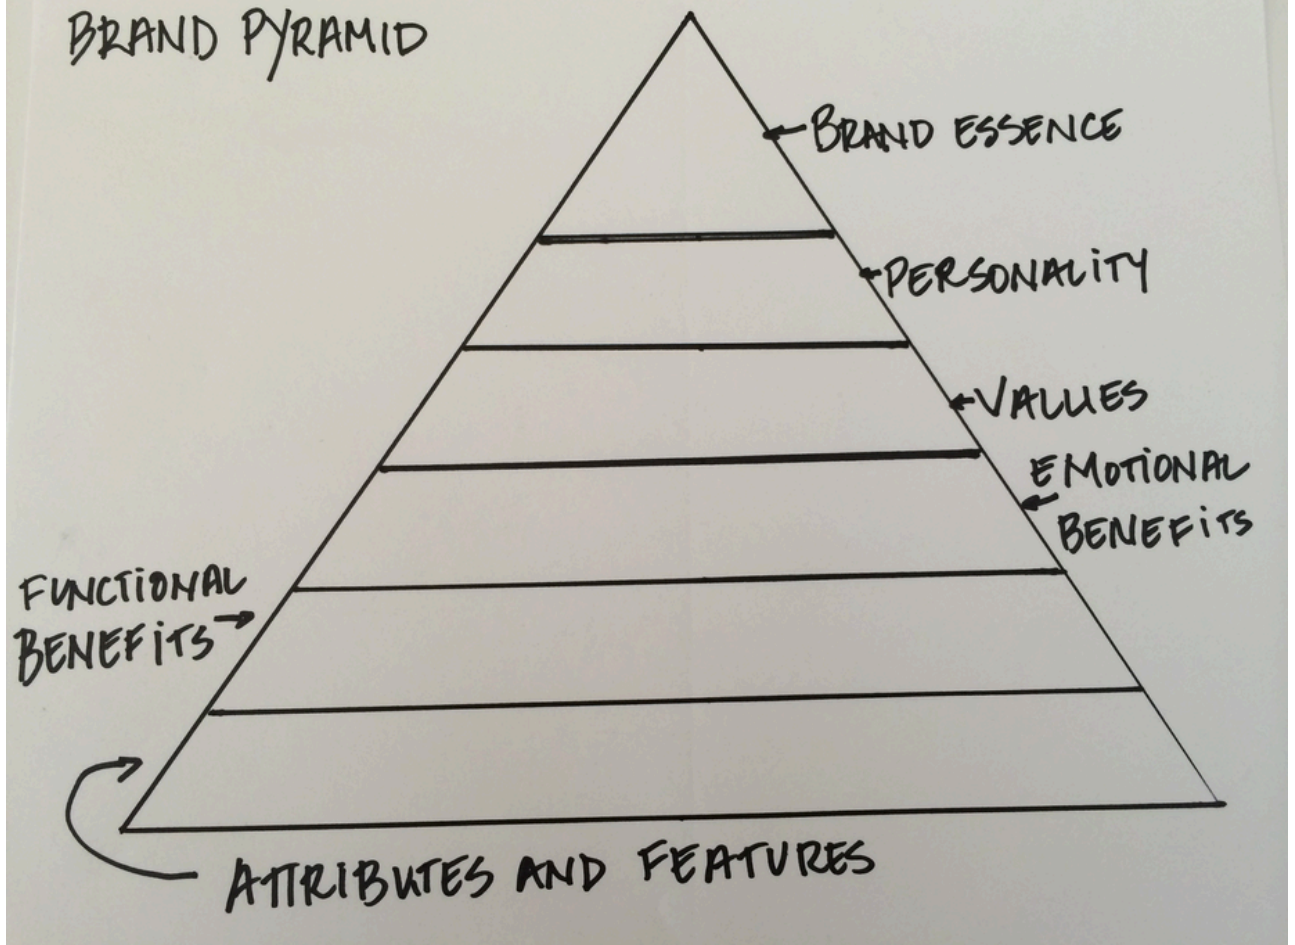 BRAND PYRAMID
BRAND ESSENCE
PERSONALITY
VALUES
EMOTIONAL
BENEFITS
FUNCTIONAL
BENEFITS
ATTRIBUTES AND FEATURES